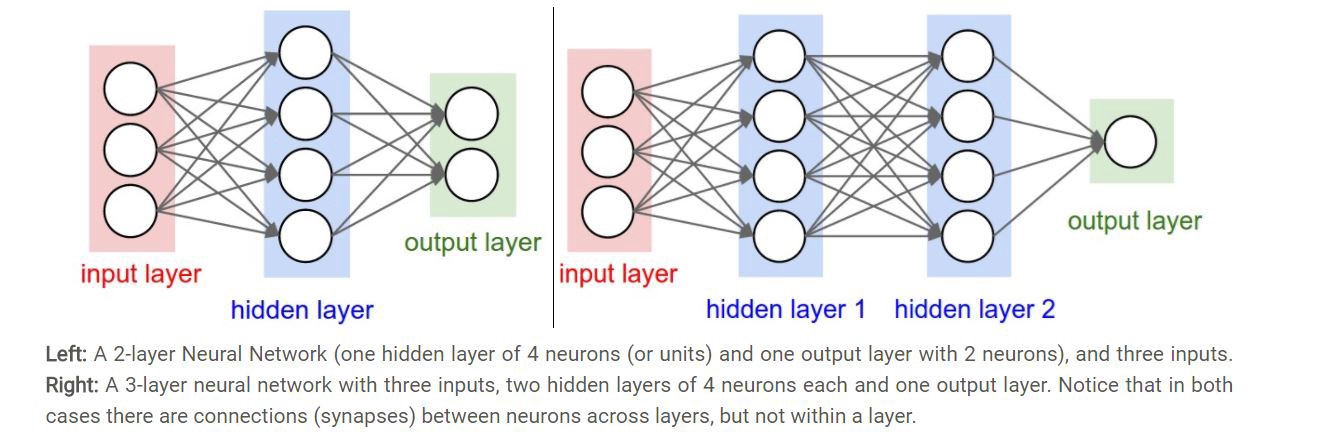 input layer
hidden layer
output layer
input layer
hidden layer 1
hidden layer 2
output layer
Left: A 2-layer Neural Network (one hidden layer of 4 neurons (or units) and one output layer with 2 neurons), and three inputs.
Right: A 3-layer neural network with three inputs, two hidden layers of 4 neurons each and one output layer. Notice that in both
cases there are connections (synapses) between neurons across layers, but not within a layer.